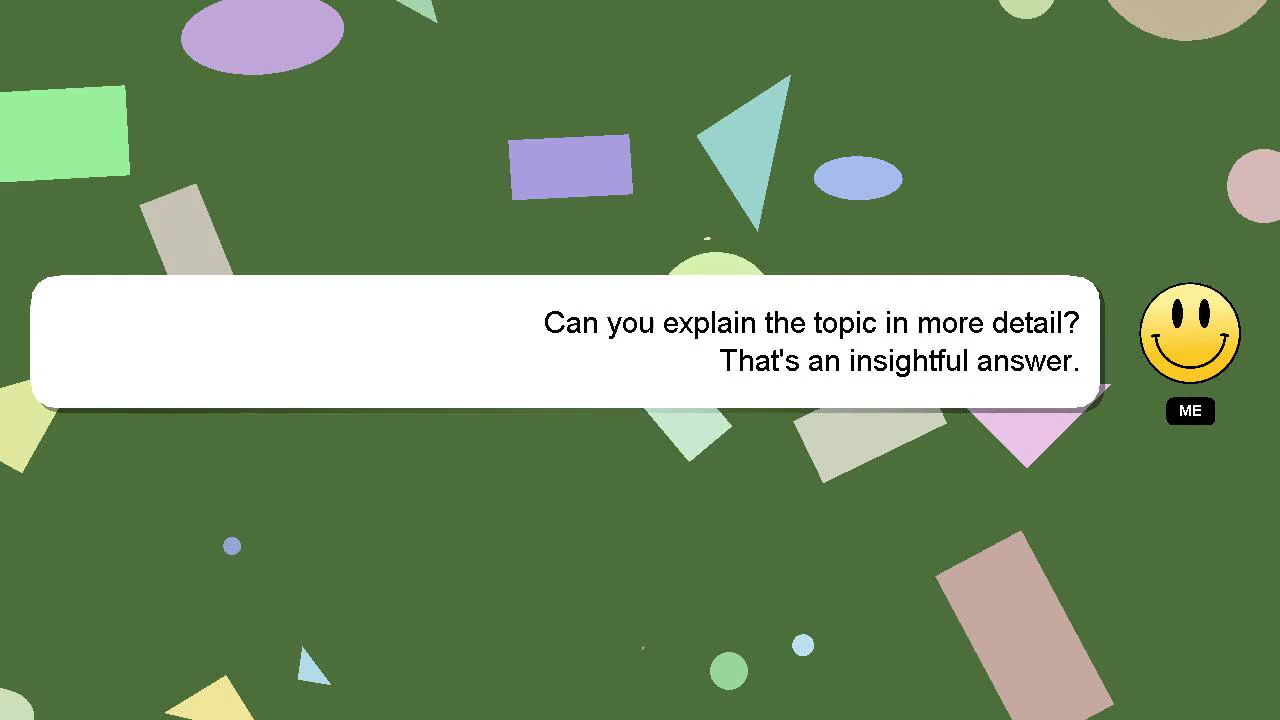 Can you explain the topic in more detail?
That's an insightful answer.
ME